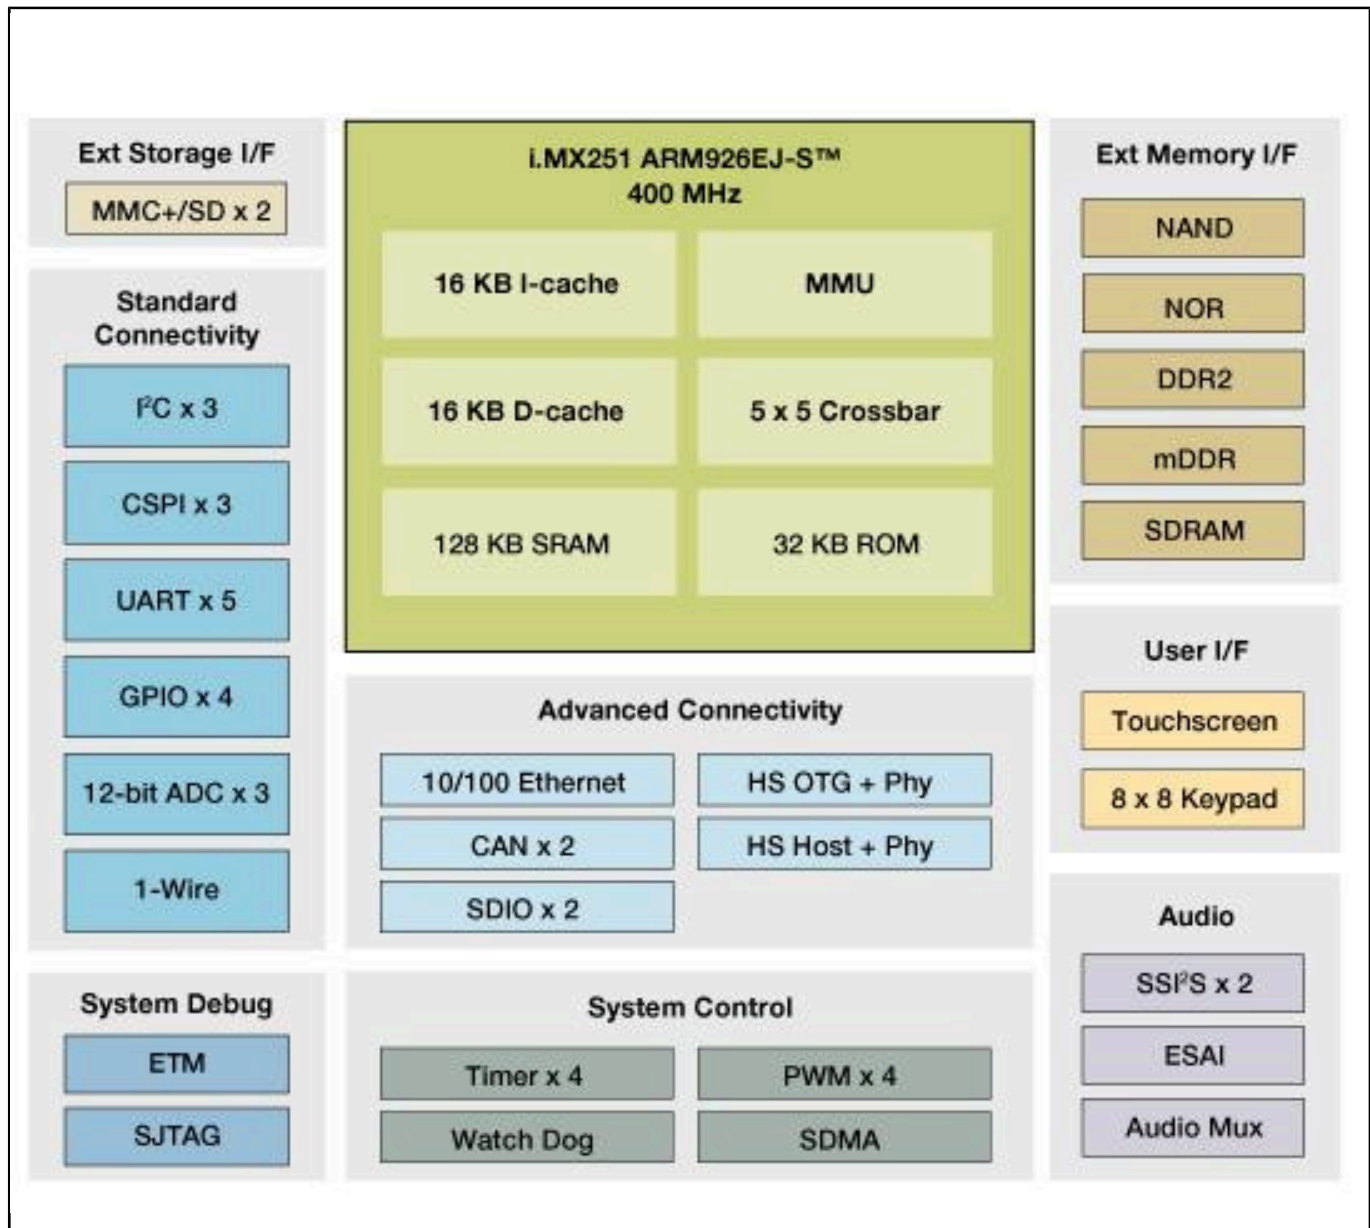 Ext Storage I/F
MMC+/SD x 2
Standard
Connectivity
I²C x 3
CSPI x 3
UART x 5
GPIO x 4
12-bit ADC x 3
1-Wire
System Debug
ETM
SJTAG
i.MX251 ARM926EJ-S™
400 MHz
16 KB I-cache
MMU
16 KB D-cache
5 x 5 Crossbar
128 KB SRAM
32 KB ROM
Advanced Connectivity
10/100 Ethernet
HS OTG + Phy
CAN x 2
HS Host + Phy
SDIO x 2
System Control
Timer x 4
PWM x 4
Watch Dog
SDMA
Ext Memory I/F
NAND
NOR
DDR2
mDDR
SDRAM
User I/F
Touchscreen
8 x 8 Keypad
Audio
SSI²S x 2
ESAI
Audio Mux